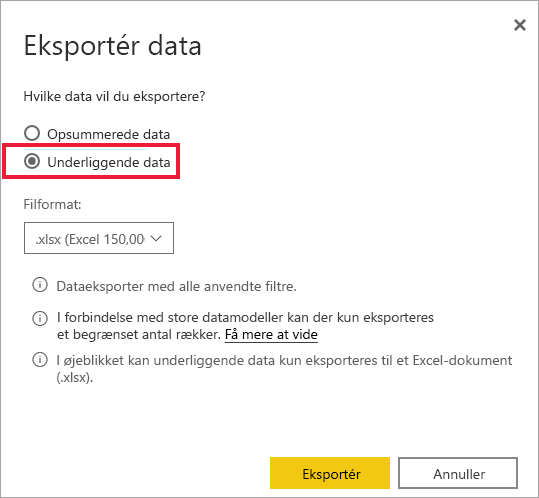 Eksportér data
Hvilke data vil du eksportere?
Opsummerede data
Underliggende data
Filformat:
.xlsx (Excel 150,00
Dataeksporter med alle anvendte filtre.
I forbindelse med store datamodeller kan der kun eksporteres
et begrænset antal rækker. Få mere at vide
I øjeblikket kan underliggende data kun eksporteres til et Excel-dokument
(.xlsx).
Eksportér
Annuller